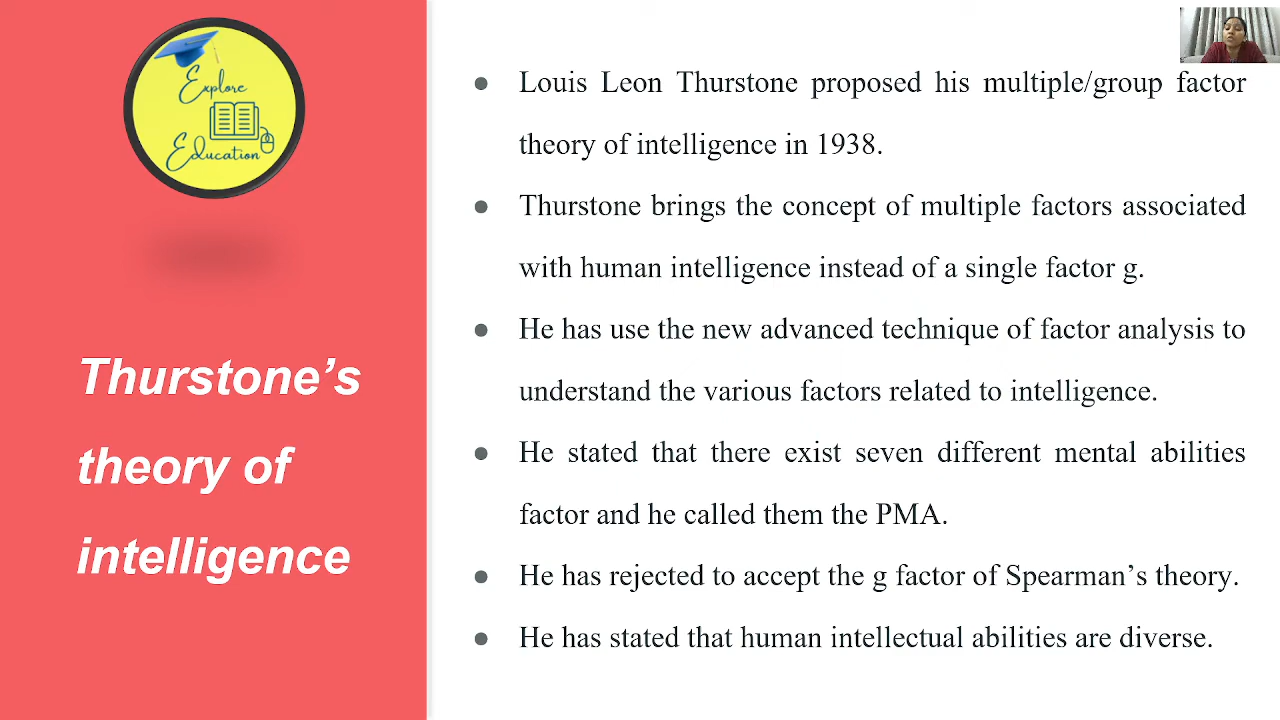 Explore
Education
Thurstone’s
theory of
intelligence
● Louis Leon Thurstone proposed his multiple/group factor
theory of intelligence in 1938.
● Thurstone brings the concept of multiple factors associated
with human intelligence instead of a single factor g.
● He has use the new advanced technique of factor analysis to
understand the various factors related to intelligence.
● He stated that there exist seven different mental abilities
factor and he called them the PMA.
● He has rejected to accept the g factor of Spearman’s theory.
● He has stated that human intellectual abilities are diverse.